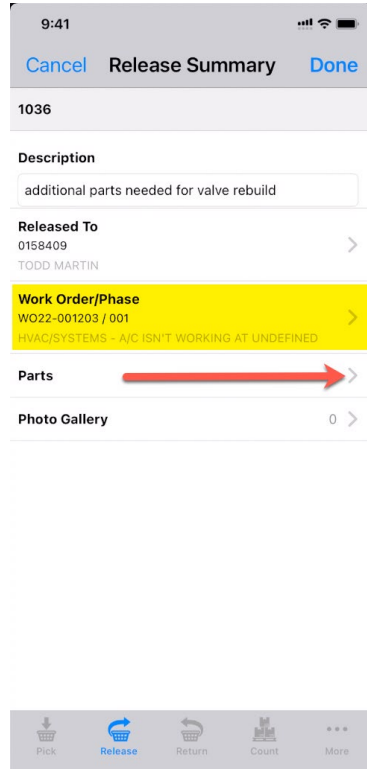 9:41
Cancel Release Summary Done
1036
Description
additional parts needed for valve rebuild
Released To
0158409
TODD MARTIN
Work Order/Phase
WO22-001203 / 001
HVAC/SYSTEMS - A/C ISN'T WORKING AT UNDEFINED
Parts
Photo Gallery 0
Pick Release Return Count More